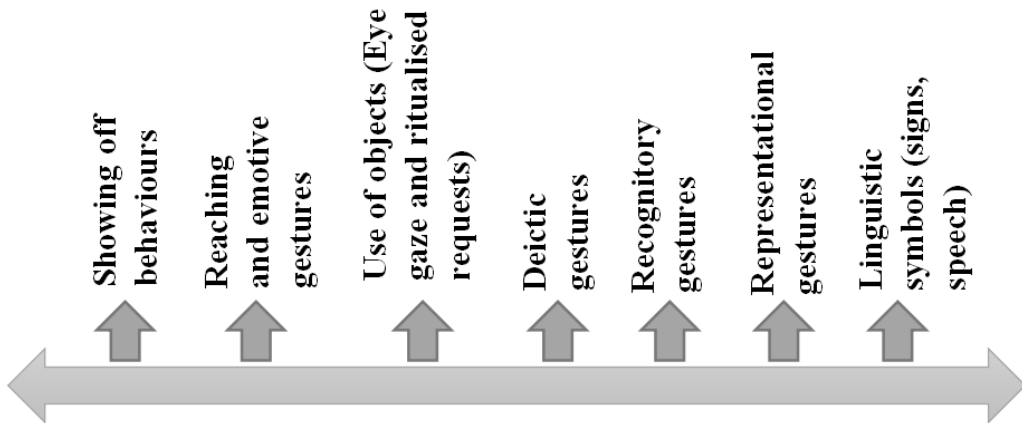 Showing off
behaviours
Reaching
and emotive
gestures
Use of objects (Eye
gaze and ritualised
requests)
Deictic
gestures
Recognitory
gestures
Representational
gestures
Linguistic
symbols (signs,
speech)